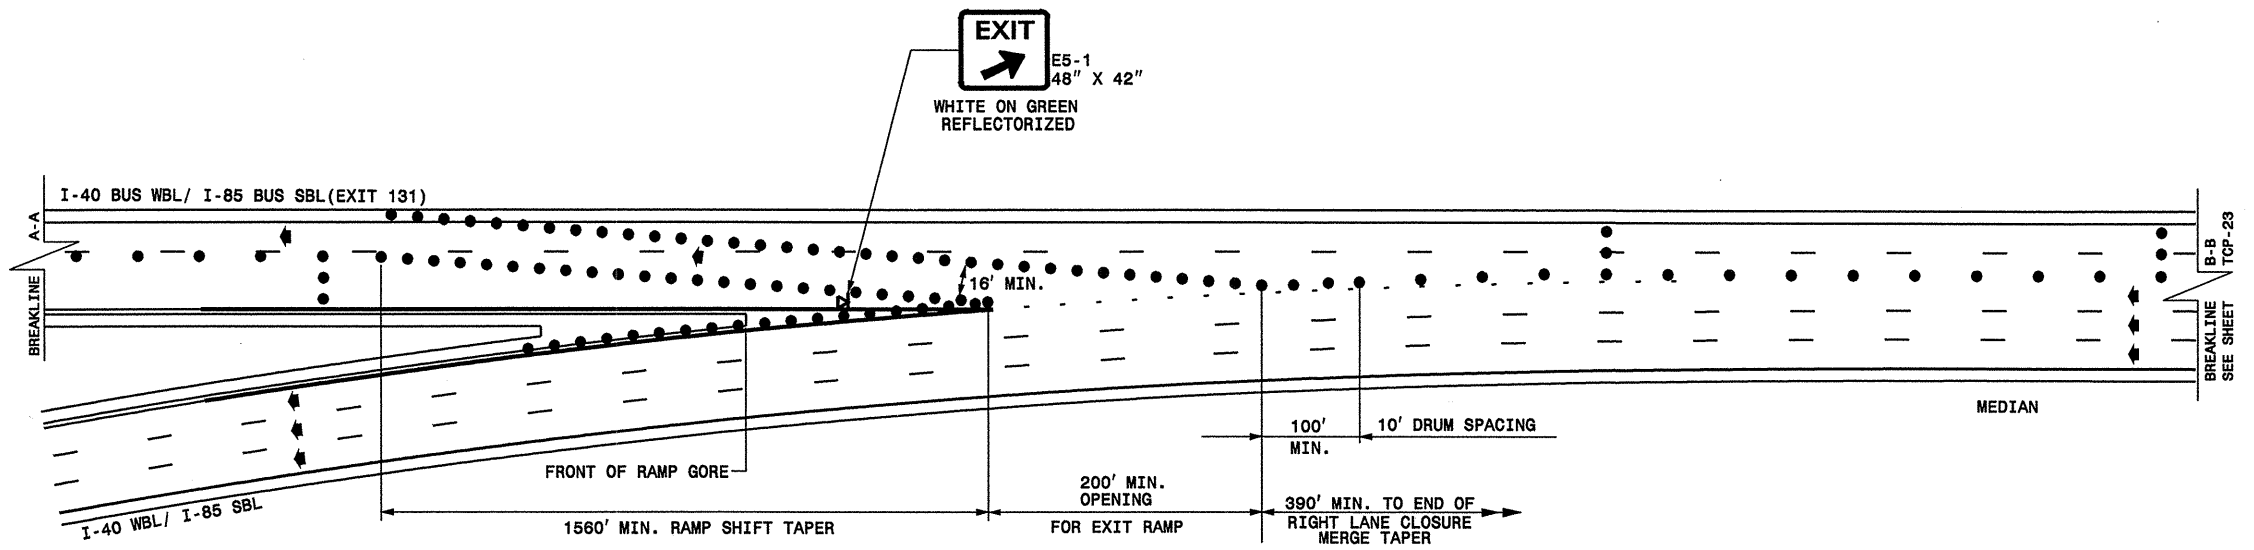 EXIT
E5-1
48" X 42"
WHITE ON GREEN
REFLECTORIZED
I-40 BUS WBL/ I-85 BUS SBL(EXIT 131)
A-A
BREAKLINE
B-B
TCP-23
BREAKLINE
SEE SHEET
16' MIN.
MEDIAN
100'
MIN.
10' DRUM SPACING
FRONT OF RAMP GORE
200' MIN.
OPENING
FOR EXIT RAMP
390' MIN. TO END OF
RIGHT LANE CLOSURE
MERGE TAPER
1560' MIN. RAMP SHIFT TAPER
I-40 WBL/ I-85 SBL